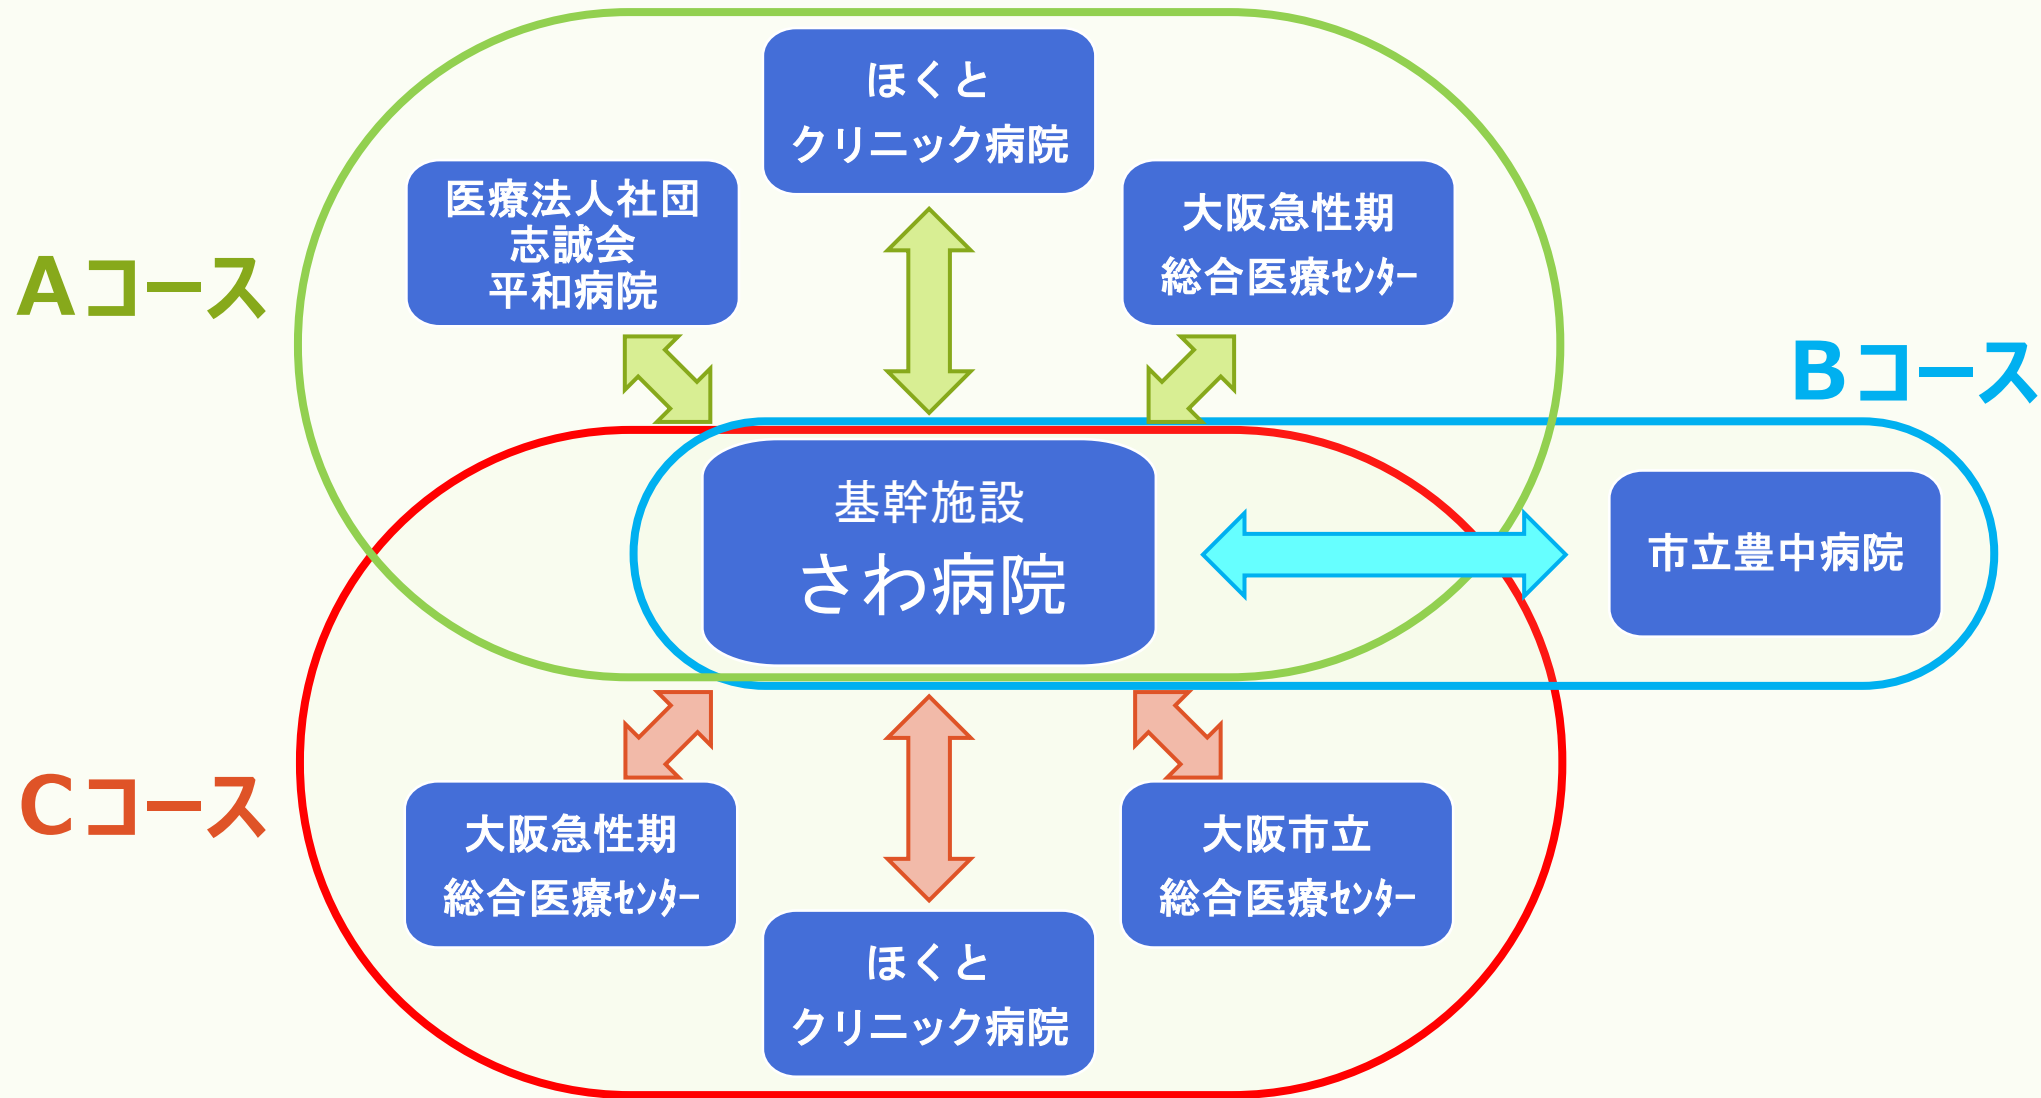 ほくと
クリニック病院
医療法人社団
志誠会
平和病院
大阪急性期
総合医療ｾﾝﾀｰ
Aコース
Bコース
基幹施設
さわ病院
市立豊中病院
Cコース
大阪急性期
総合医療ｾﾝﾀｰ
大阪市立
総合医療ｾﾝﾀｰ
ほくと
クリニック病院